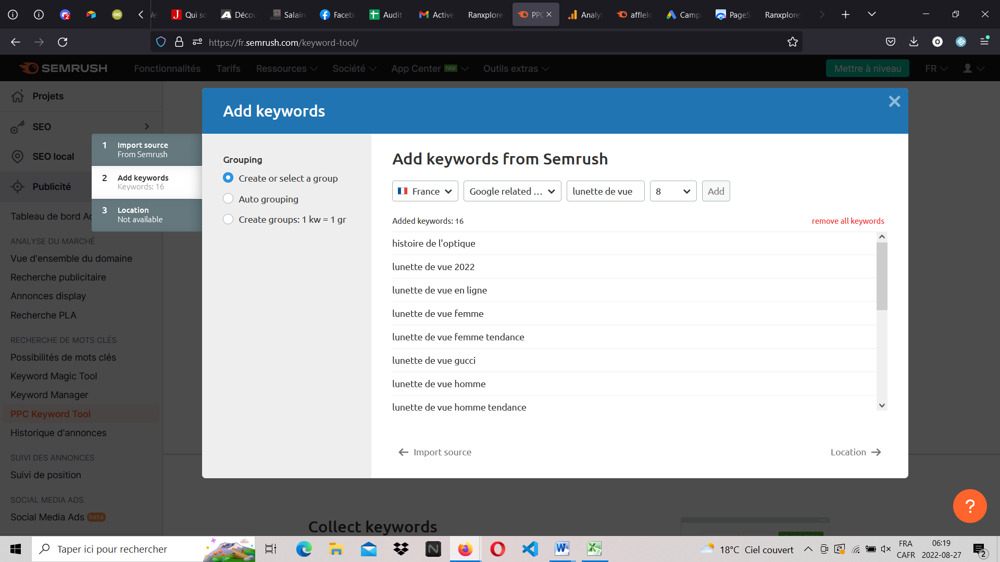 Qui so
Décou
Salaire
Faceb
Audit
Active
Ranxplore
PPC
Analyt
afflelo
Camp
PageS
Ranxplore
https://fr.semrush.com/keyword-tool/
SEMRUSH
Fonctionnalités
Tarifs
Ressources
Société
App Center NEW
Outils extras
Mettre à niveau
FR
Projets
SEO
SEO local
Publicité
Tableau de bord Ad
ANALYSE DU MARCHÉ
Vue d'ensemble du domaine
Recherche publicitaire
Annonces display
Recherche PLA
RECHERCHE DE MOTS CLÉS
Possibilités de mots clés
Keyword Magic Tool
Keyword Manager
PPC Keyword Tool
Historique d'annonces
SUIVI DES ANNONCES
Suivi de position
SOCIAL MEDIA ADS
Social Media Ads beta
1 Import source
From Semrush
2 Add keywords
Keywords: 16
3 Location
Not available
Add keywords
Grouping
Create or select a group
Auto grouping
Create groups: 1 kw = 1 gr
Add keywords from Semrush
France
Google related ...
lunette de vue
8
Add
Added keywords: 16
remove all keywords
histoire de l'optique
lunette de vue 2022
lunette de vue en ligne
lunette de vue femme
lunette de vue femme tendance
lunette de vue gucci
lunette de vue homme
lunette de vue homme tendance
Import source
Location
Collect keywords
?
Taper ici pour rechercher
18°C Ciel couvert
FRA
CAFR
06:19
2022-08-27
2